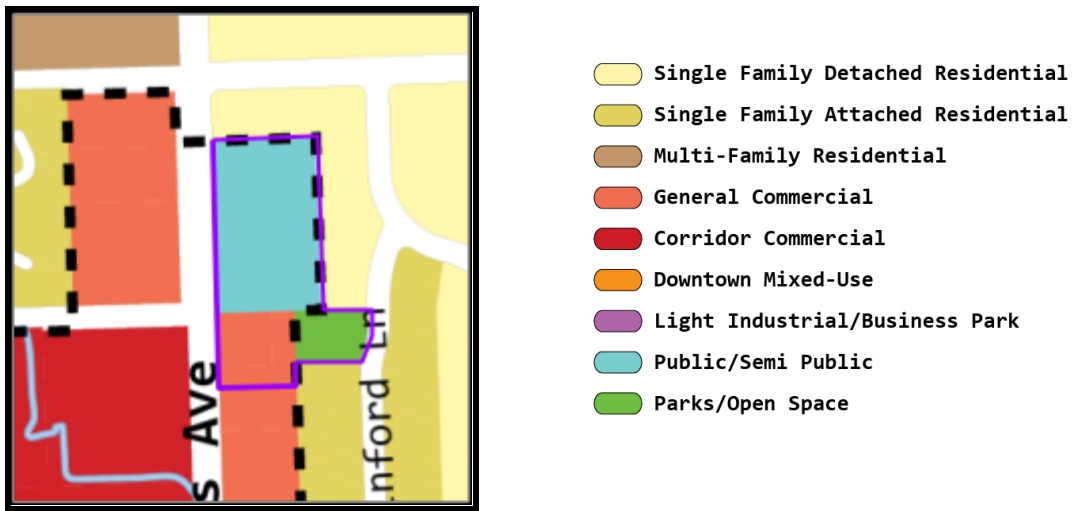 Single Family Detached Residential
Single Family Attached Residential
Multi-Family Residential
General Commercial
Corridor Commercial
Downtown Mixed-Use
Light Industrial/Business Park
Public/Semi Public
Parks/Open Space
s Ave
nford Ln